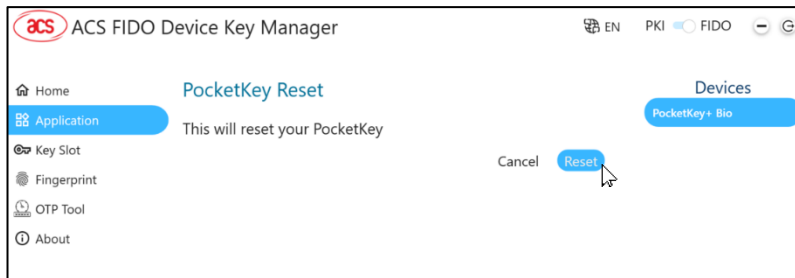 acs ACS FIDO Device Key Manager EN PKI FIDO
Home
Application
Key Slot
Fingerprint
OTP Tool
About
PocketKey Reset
This will reset your PocketKey
Cancel Reset
Devices
PocketKey+ Bio